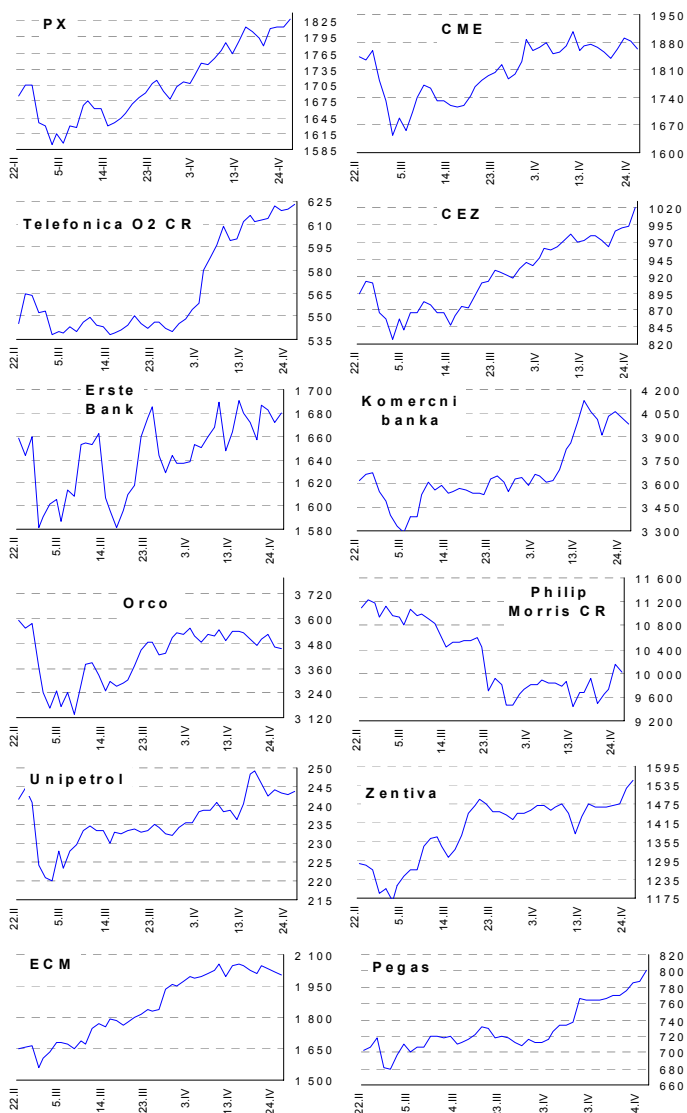 PX
1825
1795
1765
1735
1705
1675
1645
1615
1585
22-II
5-III
14-III
23-III
3-IV
13-IV
24-IV
CME
1950
1880
1810
1740
1670
1600
22.II
5.III
14.III
23.III
3.IV
13.IV
24.IV
Telefonica O2 CR
625
610
595
580
565
550
535
22.II
5.III
14.III
23.III
3.IV
13.IV
24.IV
CEZ
1020
995
970
945
920
895
870
845
820
22.II
5.III
14.III
23.III
3.IV
13.IV
24.IV
Erste
Bank
1 700
1 680
1 660
1 640
1 620
1 600
1 580
22.II
5.III
14.III
23.III
3.IV
13.IV
24.IV
Komercni
banka
4 200
4 050
3 900
3 750
3 600
3 450
3 300
22.II
5.III
14.III
23.III
3.IV
13.IV
24.IV
Orco
3 720
3 600
3 480
3 360
3 240
3 120
22.II
5.III
14.III
23.III
3.IV
13.IV
24.IV
Philip
Morris CR
11 600
11 200
10 800
10 400
10 000
9 600
9 200
22.II
5.III
14.III
23.III
3.IV
13.IV
24.IV
Unipetrol
250
245
240
235
230
225
220
215
22.II
5.III
14.III
23.III
3.IV
13.IV
24.IV
Zentiva
1595
1535
1475
1415
1355
1295
1235
1175
22.II
5.III
14.III
23.III
3.IV
13.IV
24.IV
ECM
2 100
1 950
1 800
1 650
1 500
22.II
5.III
14.III
23.III
3.IV
13.IV
24.IV
Pegas
820
800
780
760
740
720
700
680
660
22.II
5.III
4.III
23.III
3.IV
3.IV
4.IV